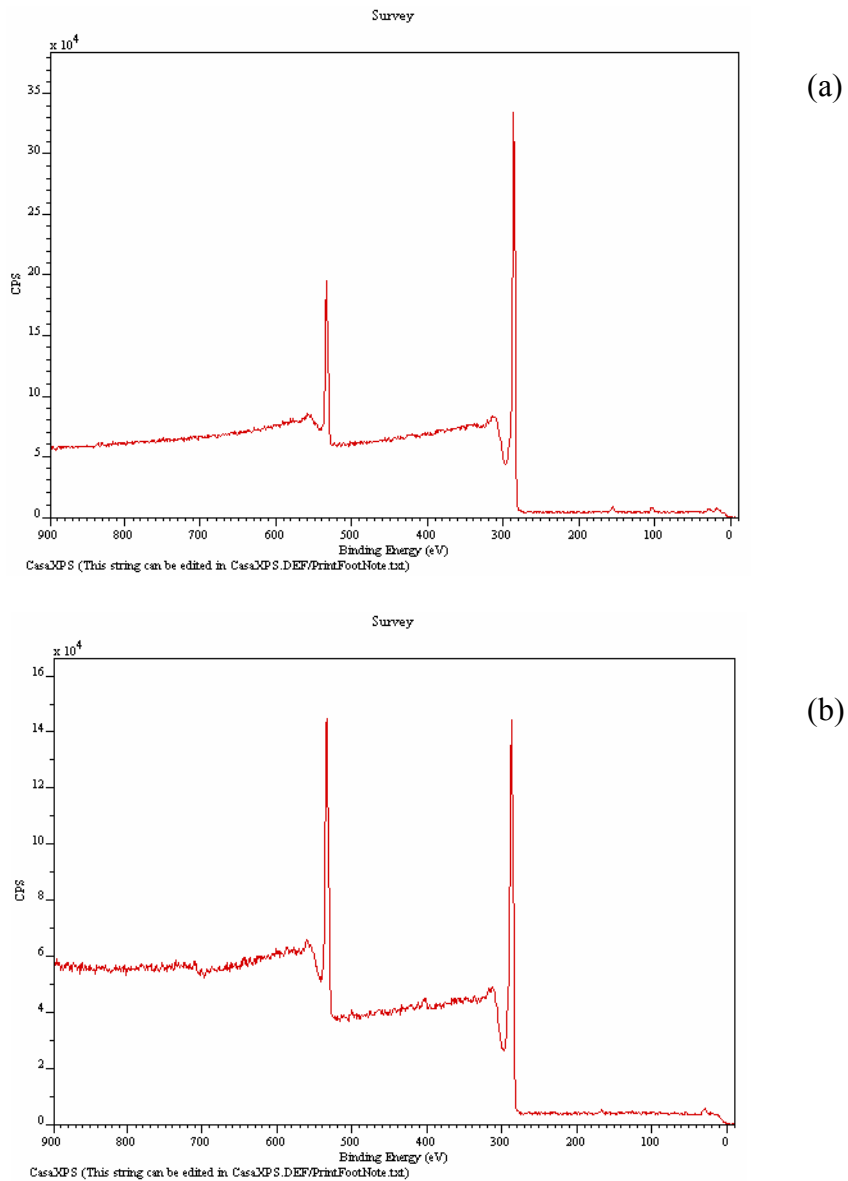 Survey
(a)
x 10^4
35
30
25
20
15
10
5
0
CPS
900 800 700 600 500 400 300 200 100 0
Binding Energy (eV)
CasaXPS (This string can be edited in CasaXPS.DEF/PrintFootNote.txt)
Survey
(b)
x 10^4
16
14
12
10
8
6
4
2
0
CPS
900 800 700 600 500 400 300 200 100 0
Binding Energy (eV)
CasaXPS (This string can be edited in CasaXPS.DEF/PrintFootNote.txt)